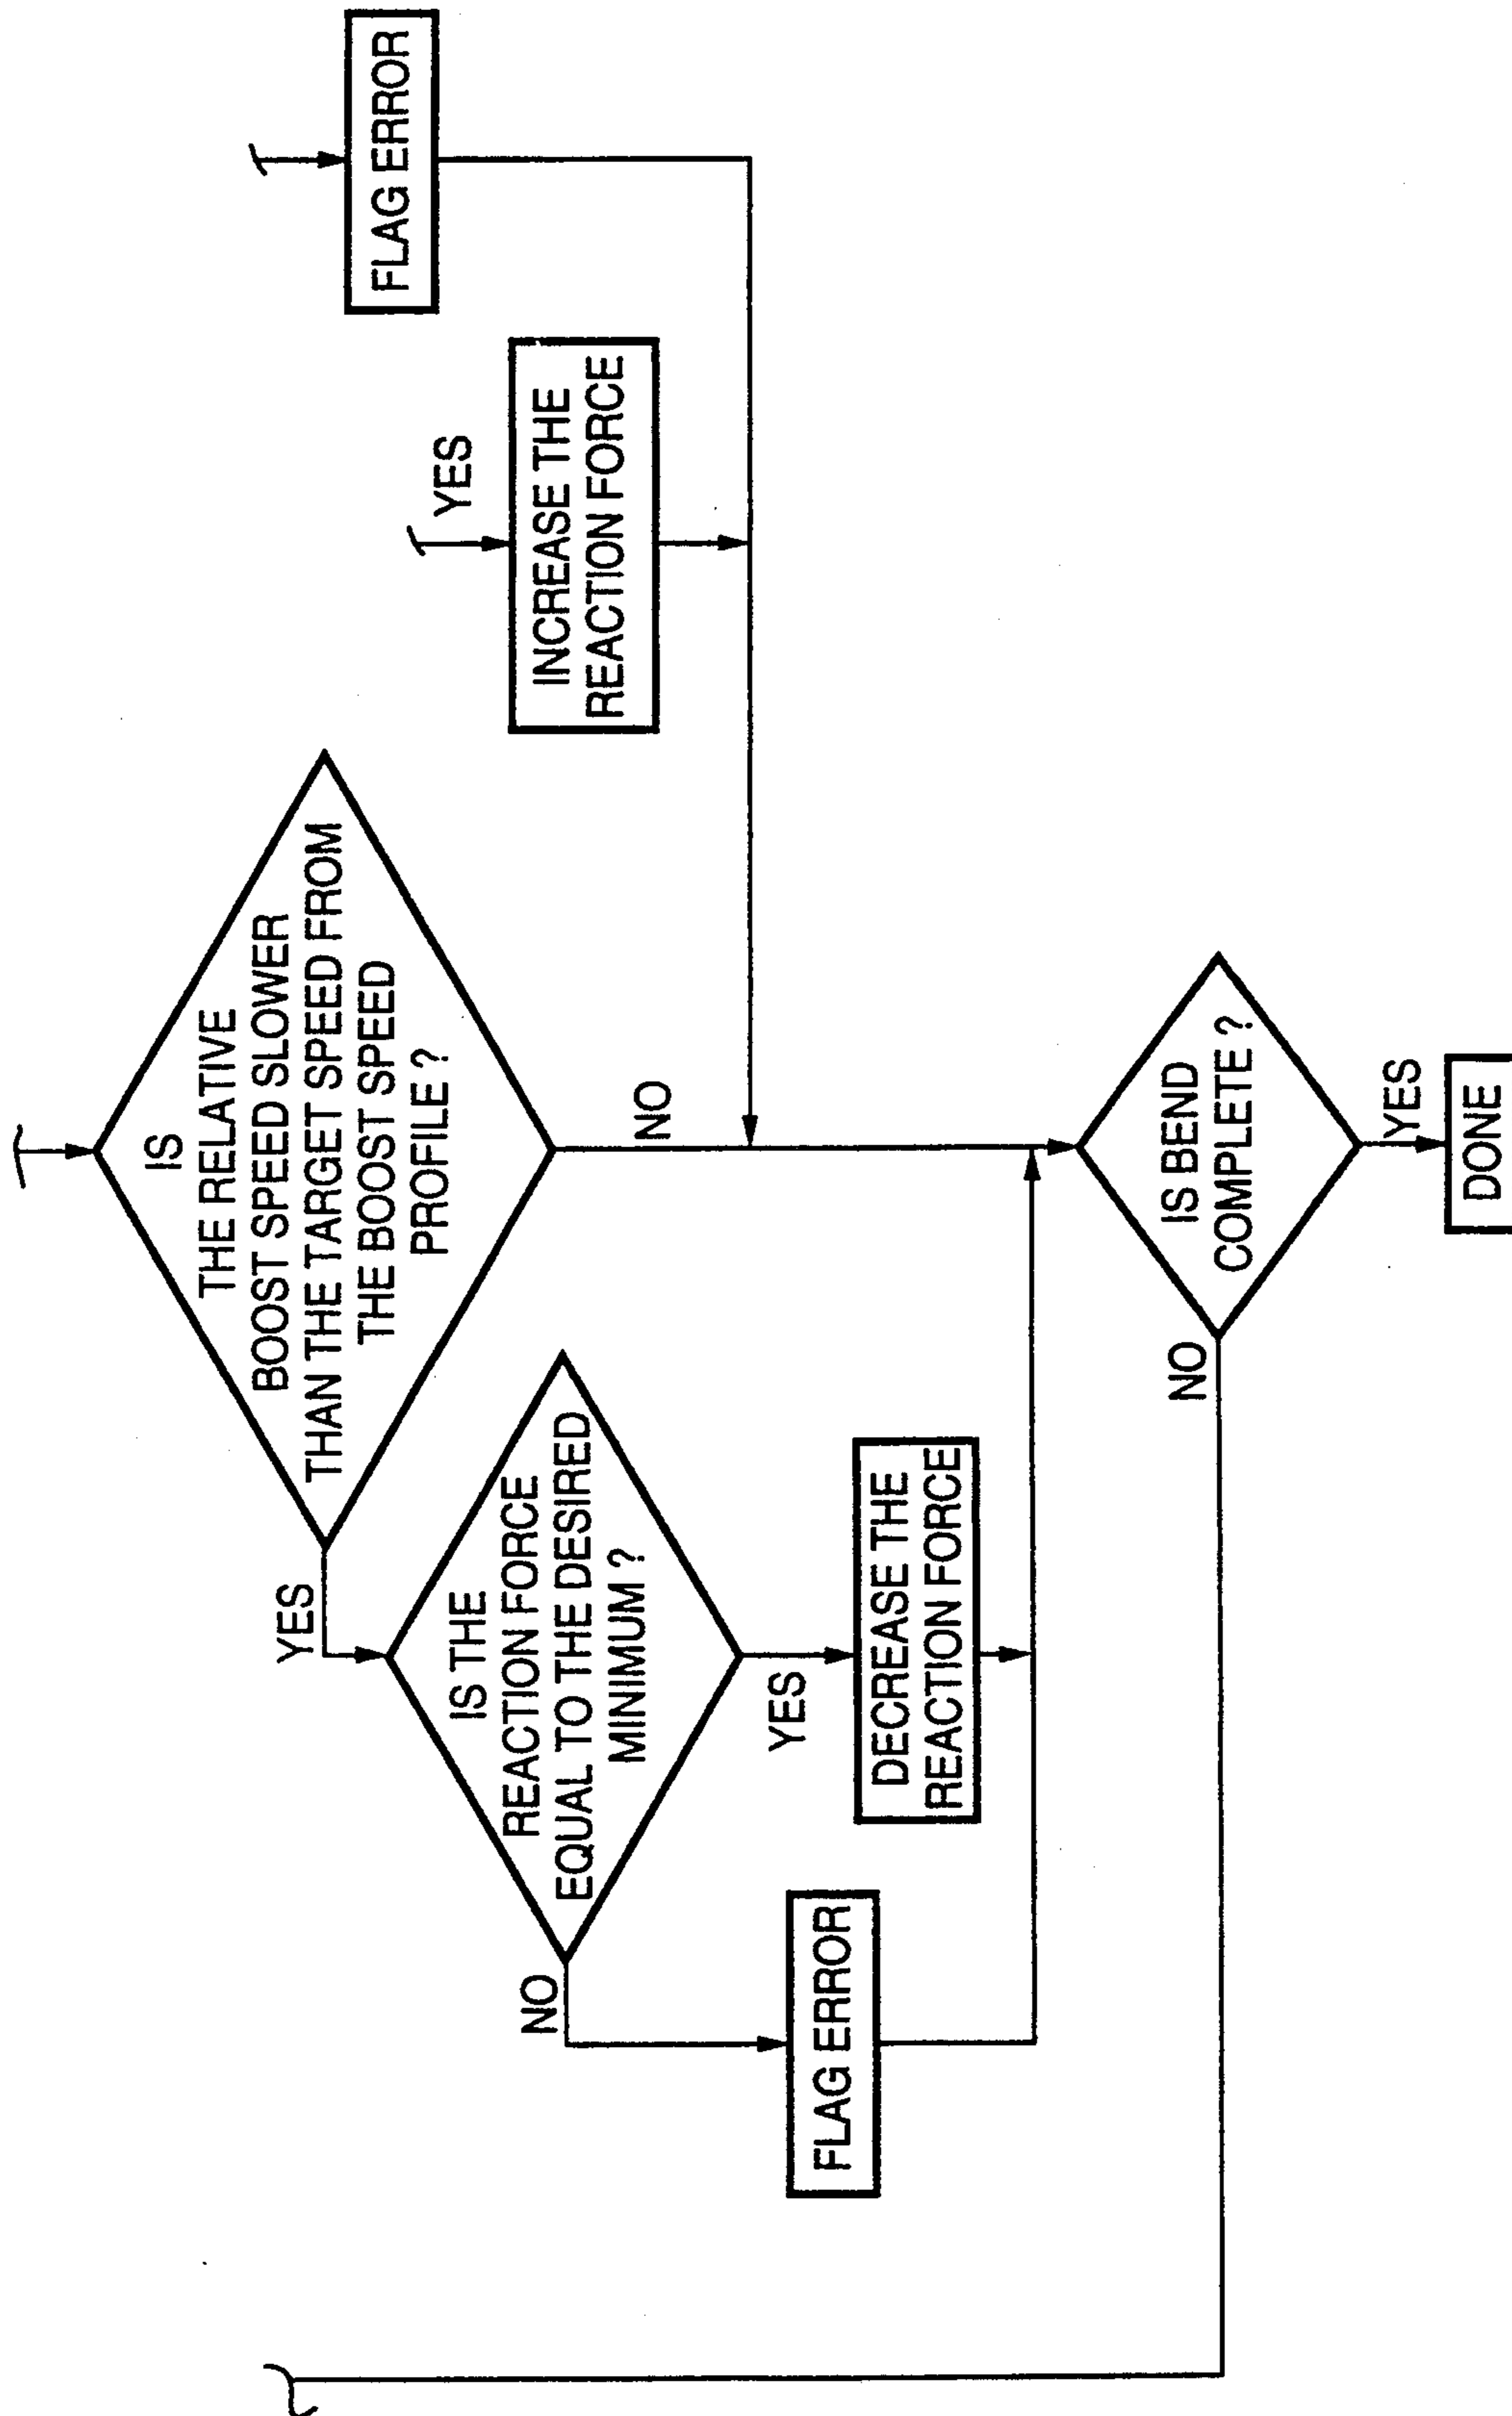 IS
THE RELATIVE
BOOST SPEED SLOWER
THAN THE TARGET SPEED FROM
THE BOOST SPEED
PROFILE ?
YES
NO
IS THE
REACTION FORCE
EQUAL TO THE DESIRED
MINIMUM ?
NO
YES
FLAG ERROR
DECREASE THE
REACTION FORCE
YES
INCREASE THE
REACTION FORCE
FLAG ERROR
IS BEND
COMPLETE ?
NO
YES
DONE